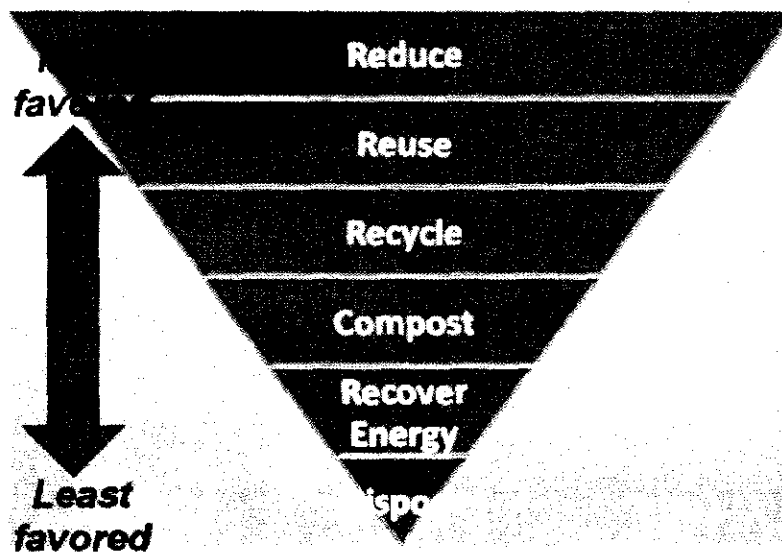 Reduce
favored
Reuse
Recycle
Compost
Recover
Energy
Least
favored